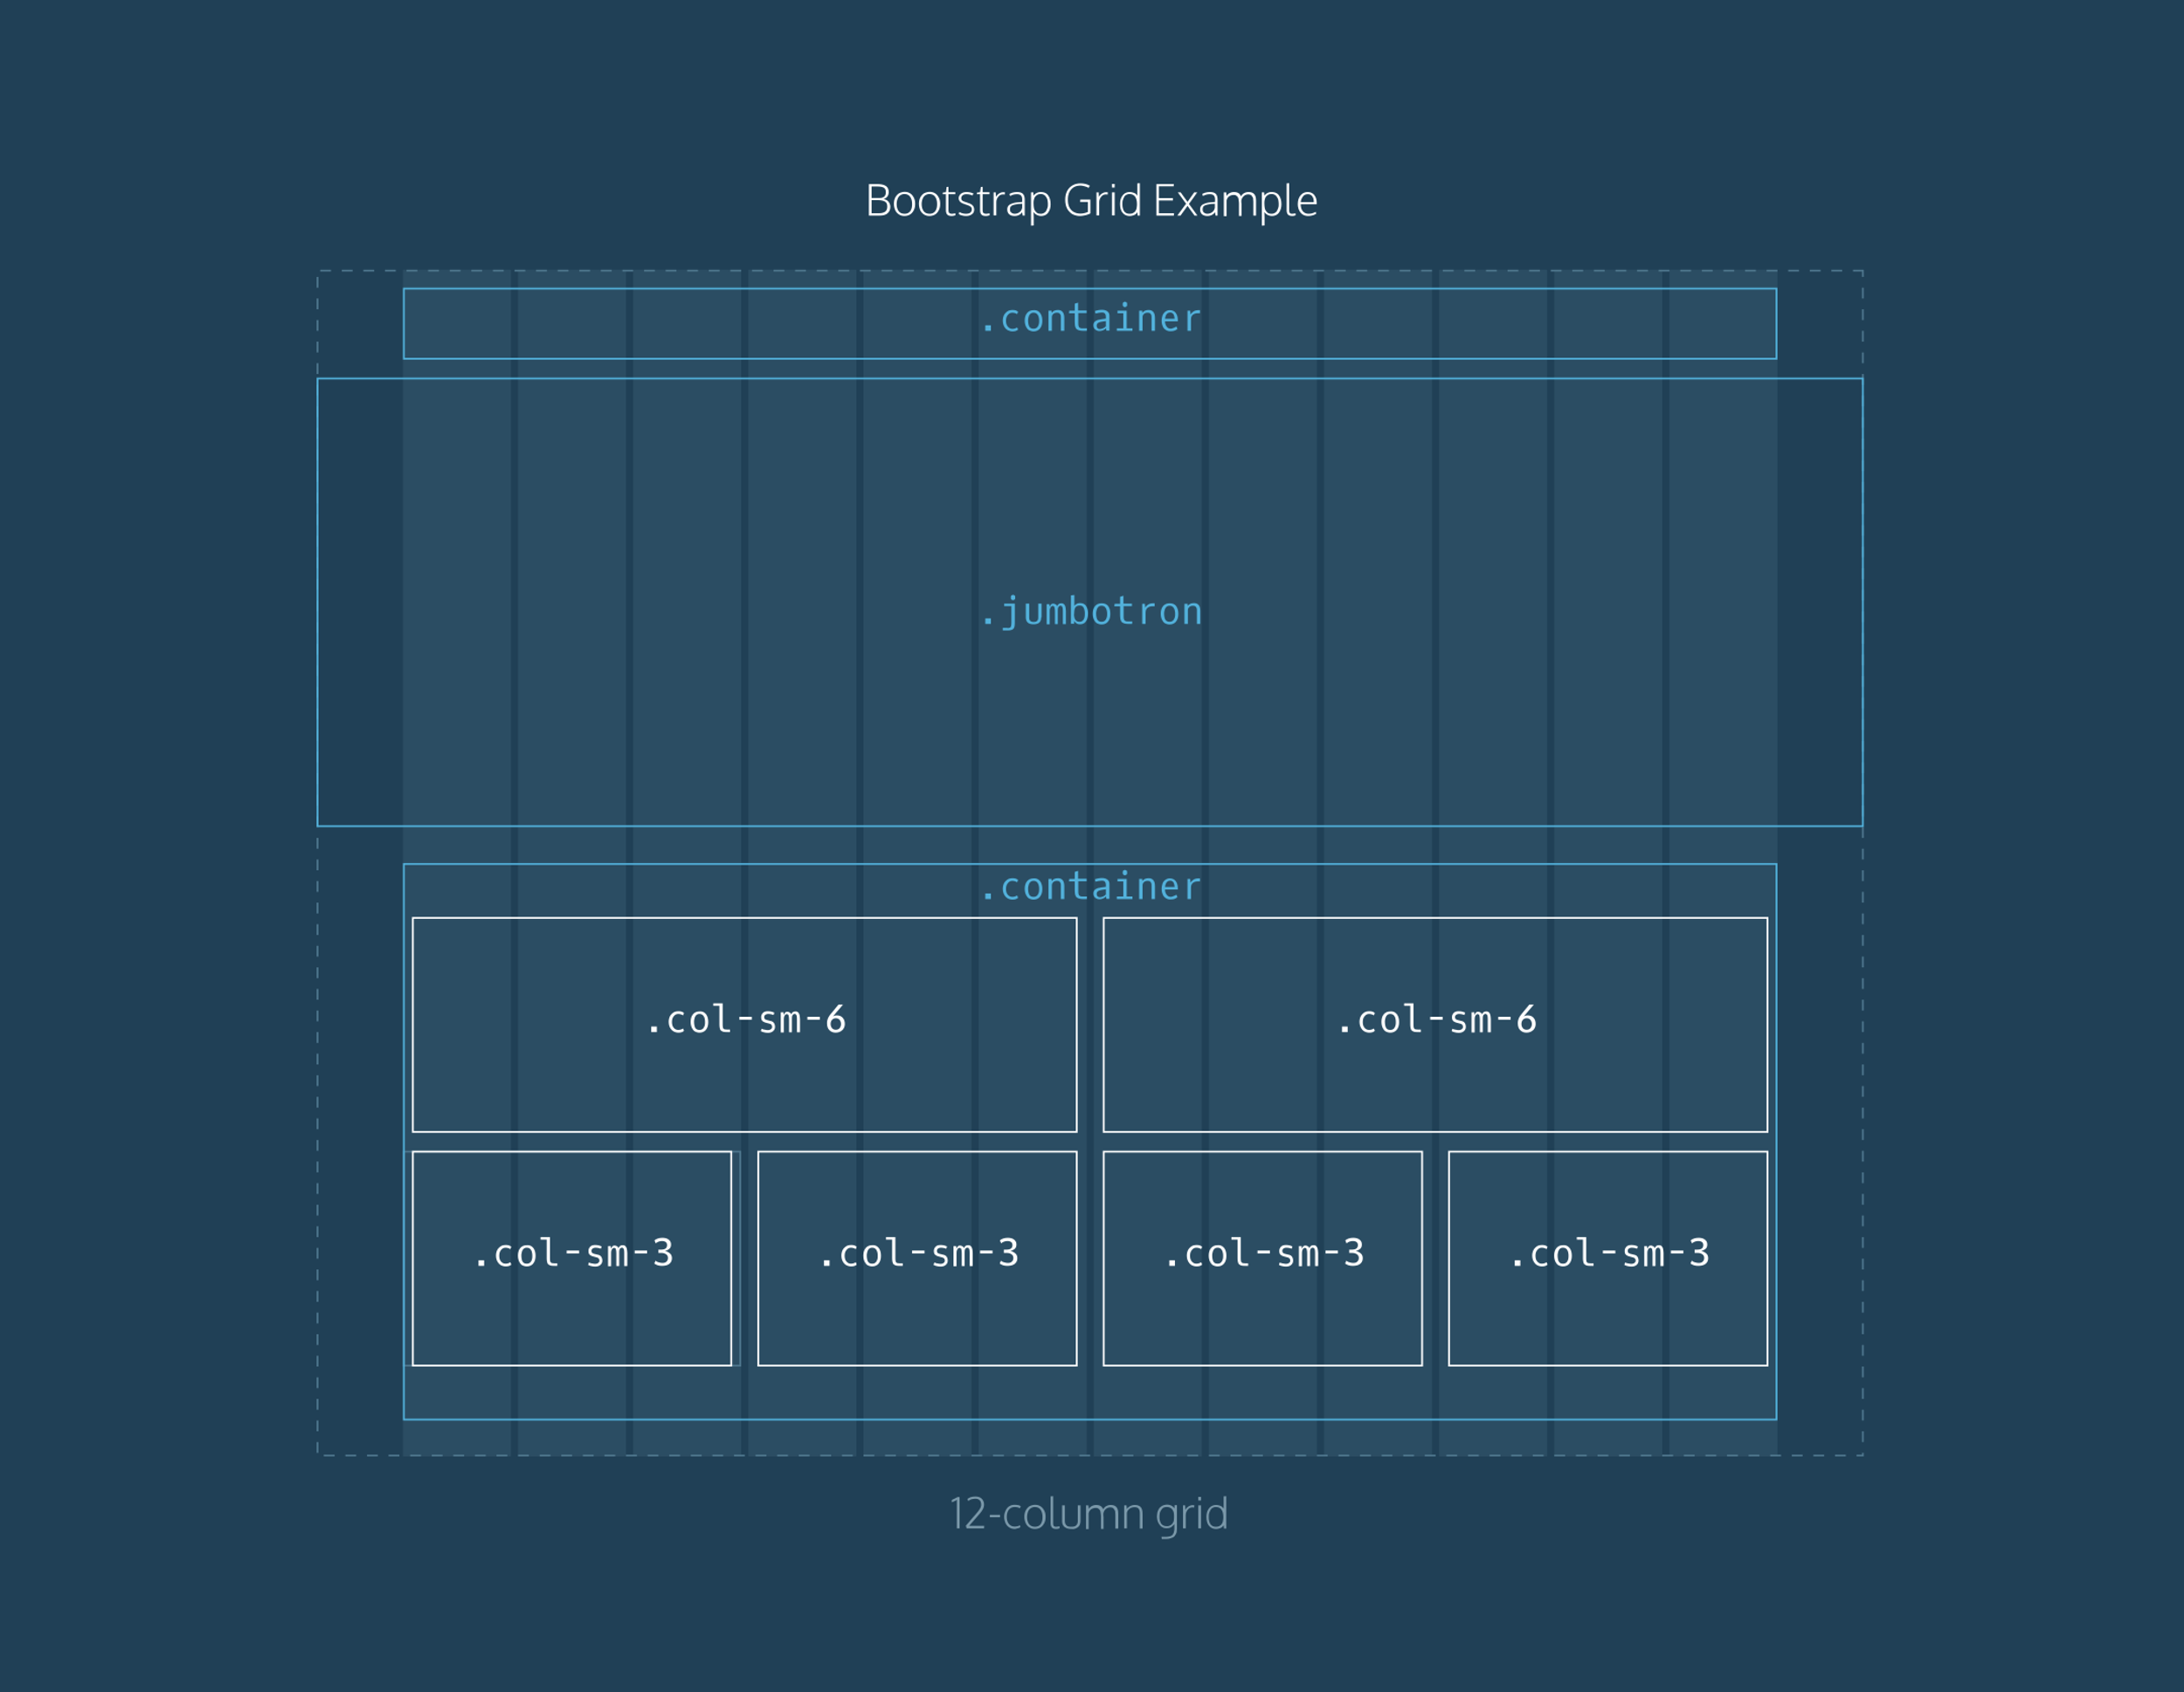 Bootstrap Grid Example
.container
.jumbotron
.container
.col-sm-6 .col-sm-6
.col-sm-3 .col-sm-3 .col-sm-3 .col-sm-3
12-column grid